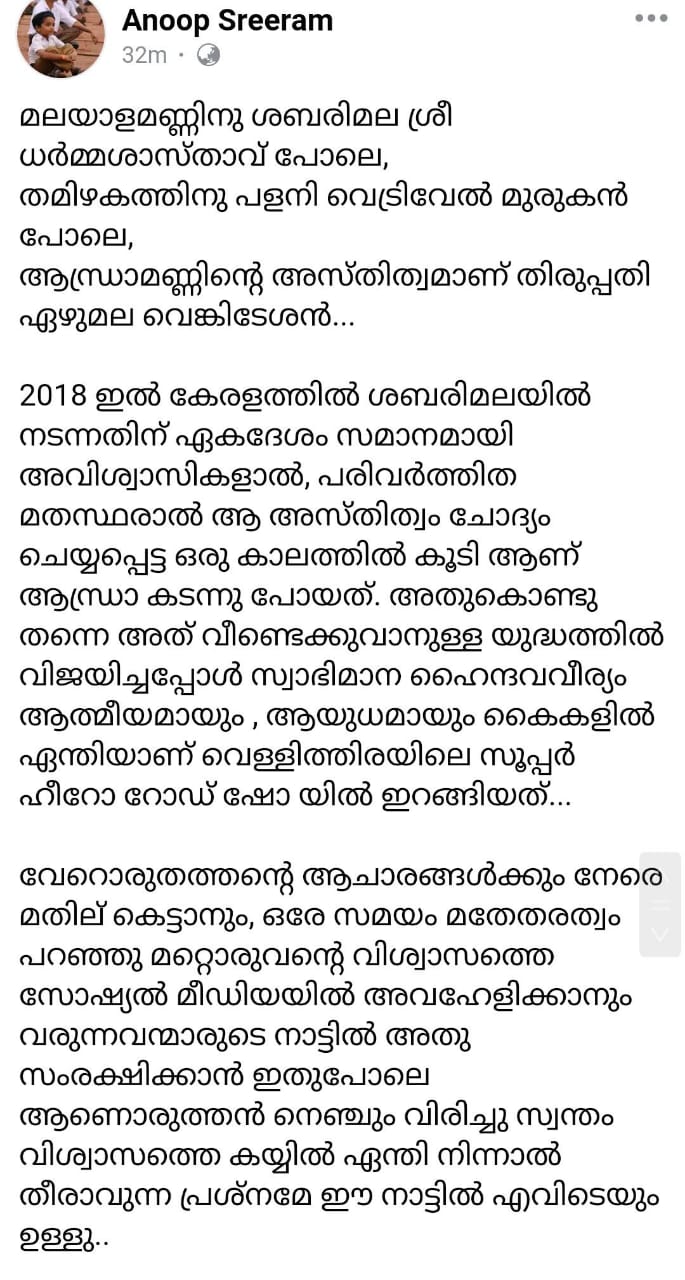 Anoop Sreeram
32m ·
മലയാളമണ്ണിനു ശബരിമല ശ്രീ
ധർമ്മശാസ്താവ് പോലെ,
തമിഴകത്തിനു പളനി വെട്രിവേൽ മുരുകൻ
പോലെ,
ആന്ധ്രാമണ്ണിന്റെ അസ്തിത്വമാണ് തിരുപ്പതി
ഏഴുമല വെങ്കിടേശൻ...
2018 ഇൽ കേരളത്തിൽ ശബരിമലയിൽ
നടന്നതിന് ഏകദേശം സമാനമായി
അവിശ്വാസികളാൽ, പരിവർത്തിത
മതസ്ഥരാൽ ആ അസ്തിത്വം ചോദ്യം
ചെയ്യപ്പെട്ട ഒരു കാലത്തിൽ കൂടി ആണ്
ആന്ധ്രാ കടന്നു പോയത്. അതുകൊണ്ടു
തന്നെ അത് വീണ്ടെക്കുവാനുള്ള യുദ്ധത്തിൽ
വിജയിച്ചപ്പോൾ സ്വാഭിമാന ഹൈന്ദവവീര്യം
ആത്മീയമായും , ആയുധമായും കൈകളിൽ
ഏന്തിയാണ് വെള്ളിത്തിരയിലെ സൂപ്പർ
ഹീറോ റോഡ് ഷോ യിൽ ഇറങ്ങിയത്...
വേറൊരുതത്തന്റെ ആചാരങ്ങൾക്കും നേരെ
മതില് കെട്ടാനും, ഒരേ സമയം മതേതരത്വം
പറഞ്ഞു മറ്റൊരുവന്റെ വിശ്വാസത്തെ
സോഷ്യൽ മീഡിയയിൽ അവഹേളിക്കാനും
വരുന്നവന്മാരുടെ നാട്ടിൽ അതു
സംരക്ഷിക്കാൻ ഇതുപോലെ
ആണൊരുത്തൻ നെഞ്ചും വിരിച്ചു സ്വന്തം
വിശ്വാസത്തെ കയ്യിൽ ഏന്തി നിന്നാൽ
തീരാവുന്ന പ്രശ്നമേ ഈ നാട്ടിൽ എവിടെയും
ഉള്ളു..